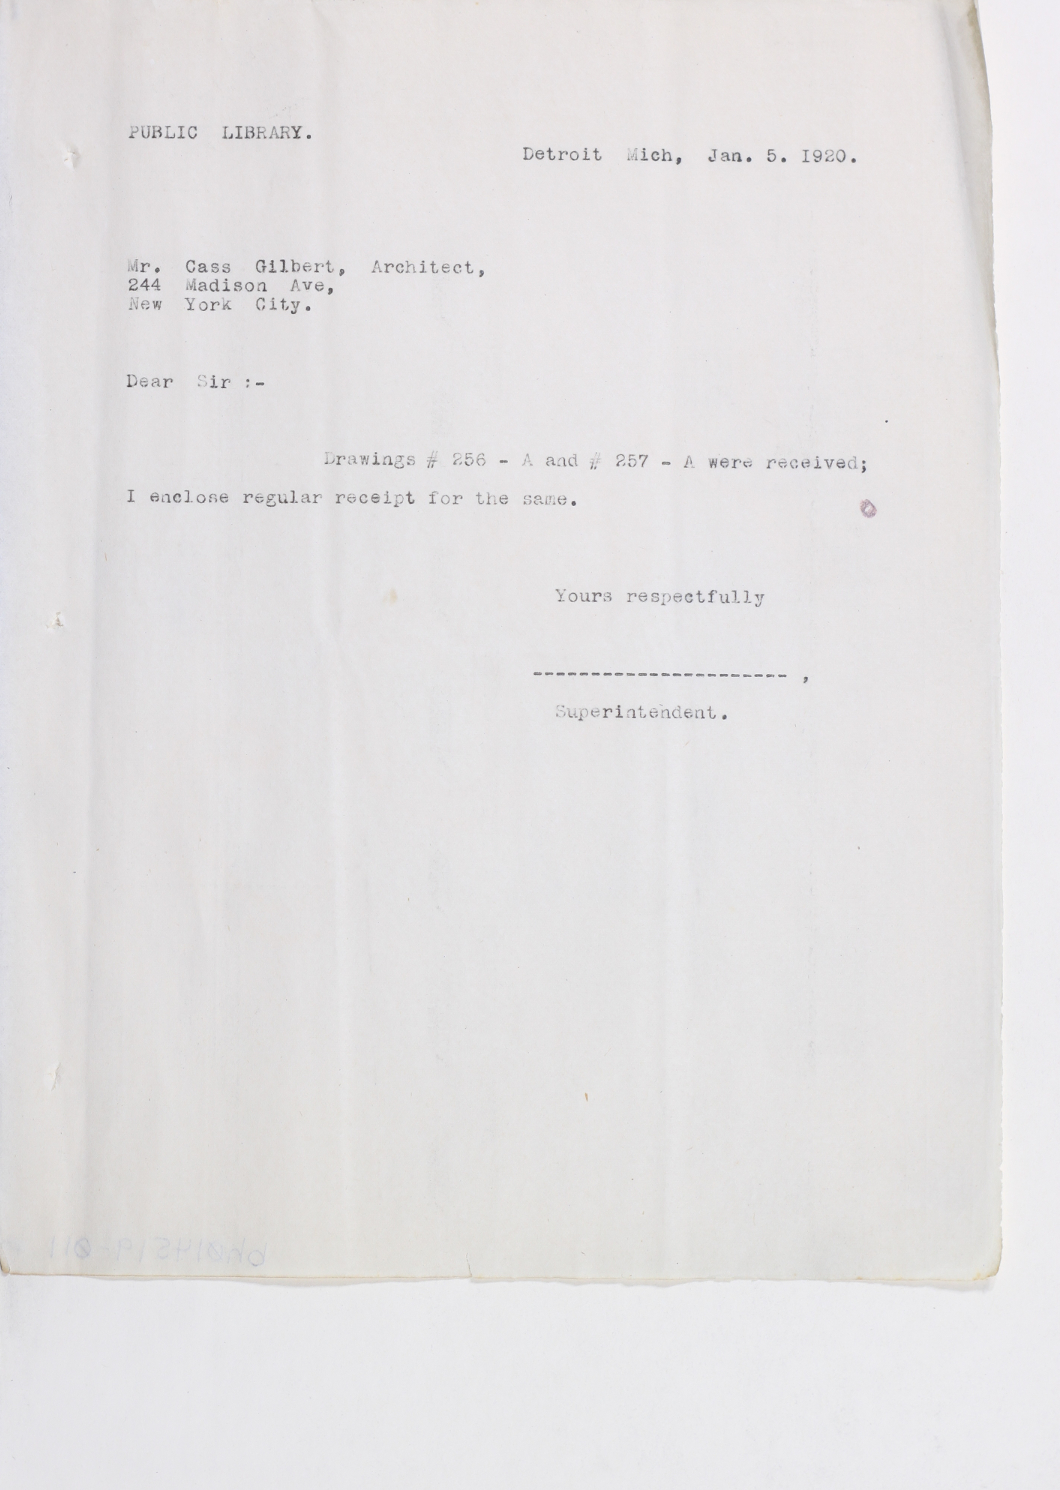 PUBLIC LIBRARY.
Detroit Mich, Jan. 5. 1920.
Mr. Cass Gilbert, Architect,
244 Madison Ave,
New York City.
Dear Sir :-
Drawings # 256 - A and # 257 - A were received;
I enclose regular receipt for the same.
Yours respectfully
---------------------- ,
Superintendent.